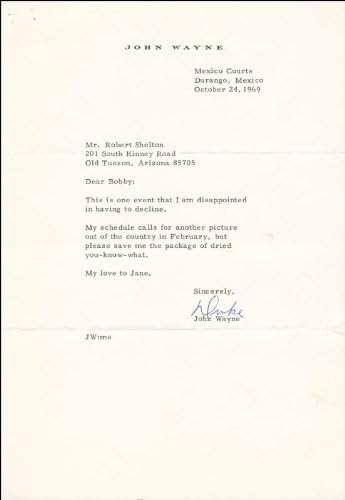 JOHN WAYNE
Mexico Courts
Durango, Mexico
October 24, 1969
Mr. Robert Shelton
201 South Kinney Road
Old Tucson, Arizona 85705
Dear Bobby:
This is one event that I am disappointed
in having to decline.
My schedule calls for another picture
out of the country in February, but
please save me the package of dried
you-know-what.
My love to Jane.
Sincerely,
Duke
John Wayne
JW:ms